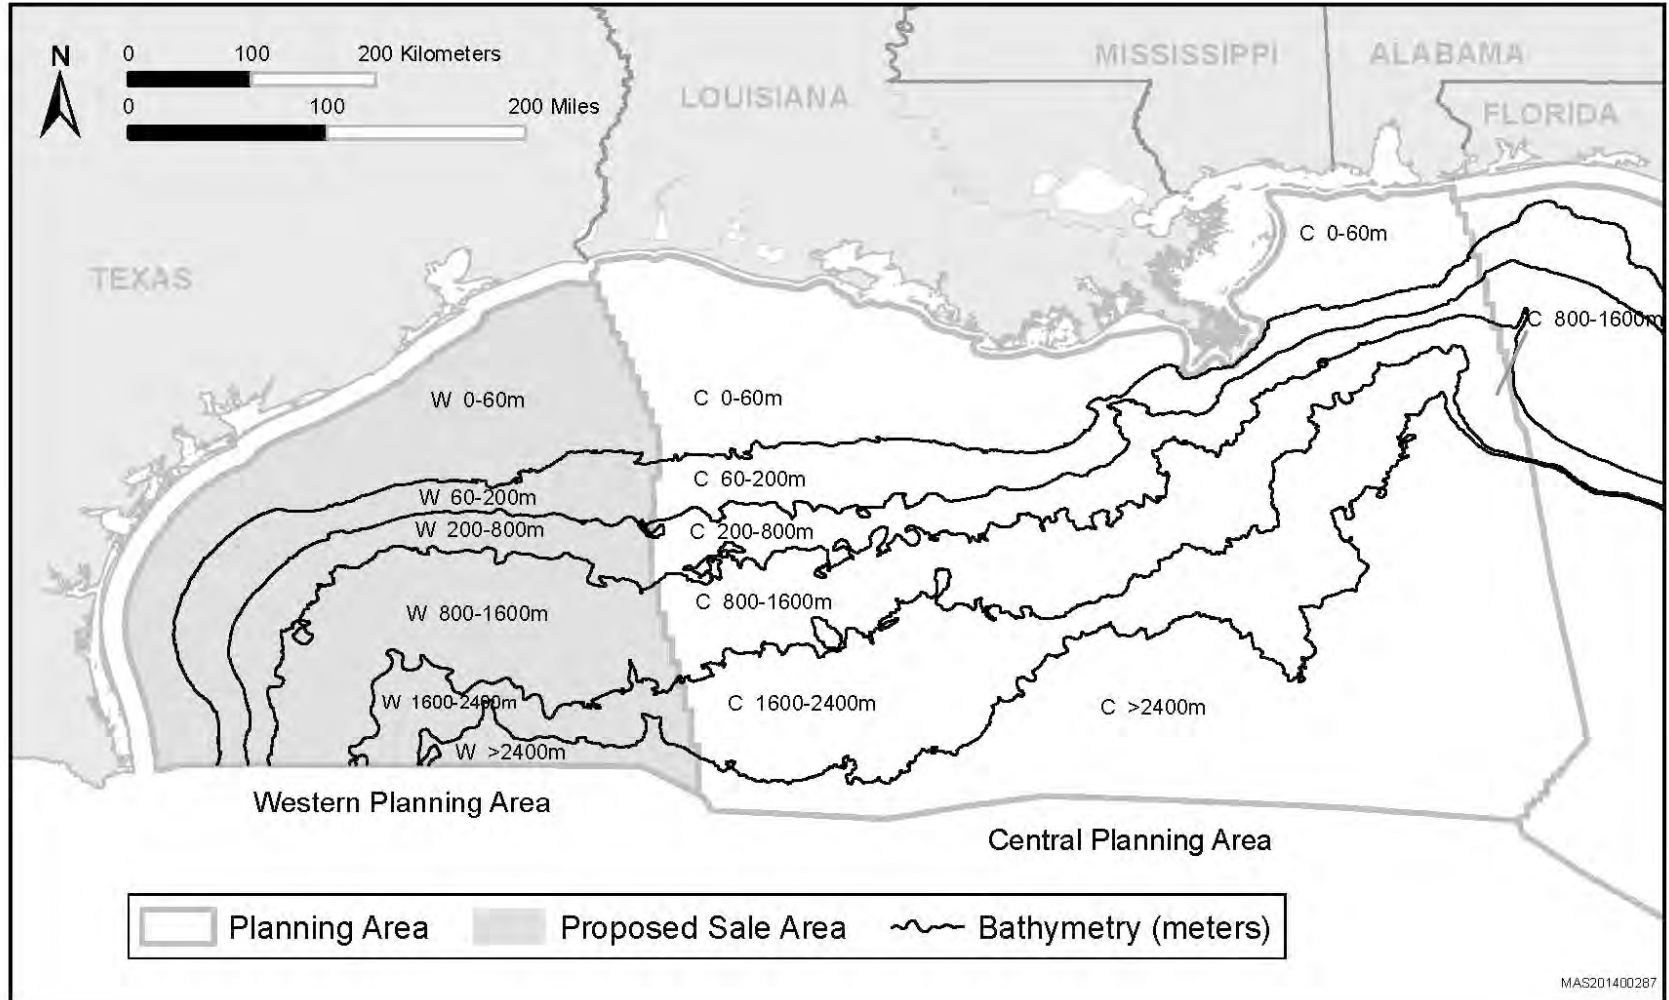 N
0 100 200 Kilometers
0 100 200 Miles
MISSISSIPPI
ALABAMA
LOUISIANA
FLORIDA
TEXAS
C 0-60m
C 800-1600m
W 0-60m
C 0-60m
W 60-200m
C 60-200m
W 200-800m
C 200-800m
W 800-1600m
C 800-1600m
W 1600-2400m
C 1600-2400m
C >2400m
W >2400m
Western Planning Area
Central Planning Area
Planning Area
Proposed Sale Area
Bathymetry (meters)
MAS201400287